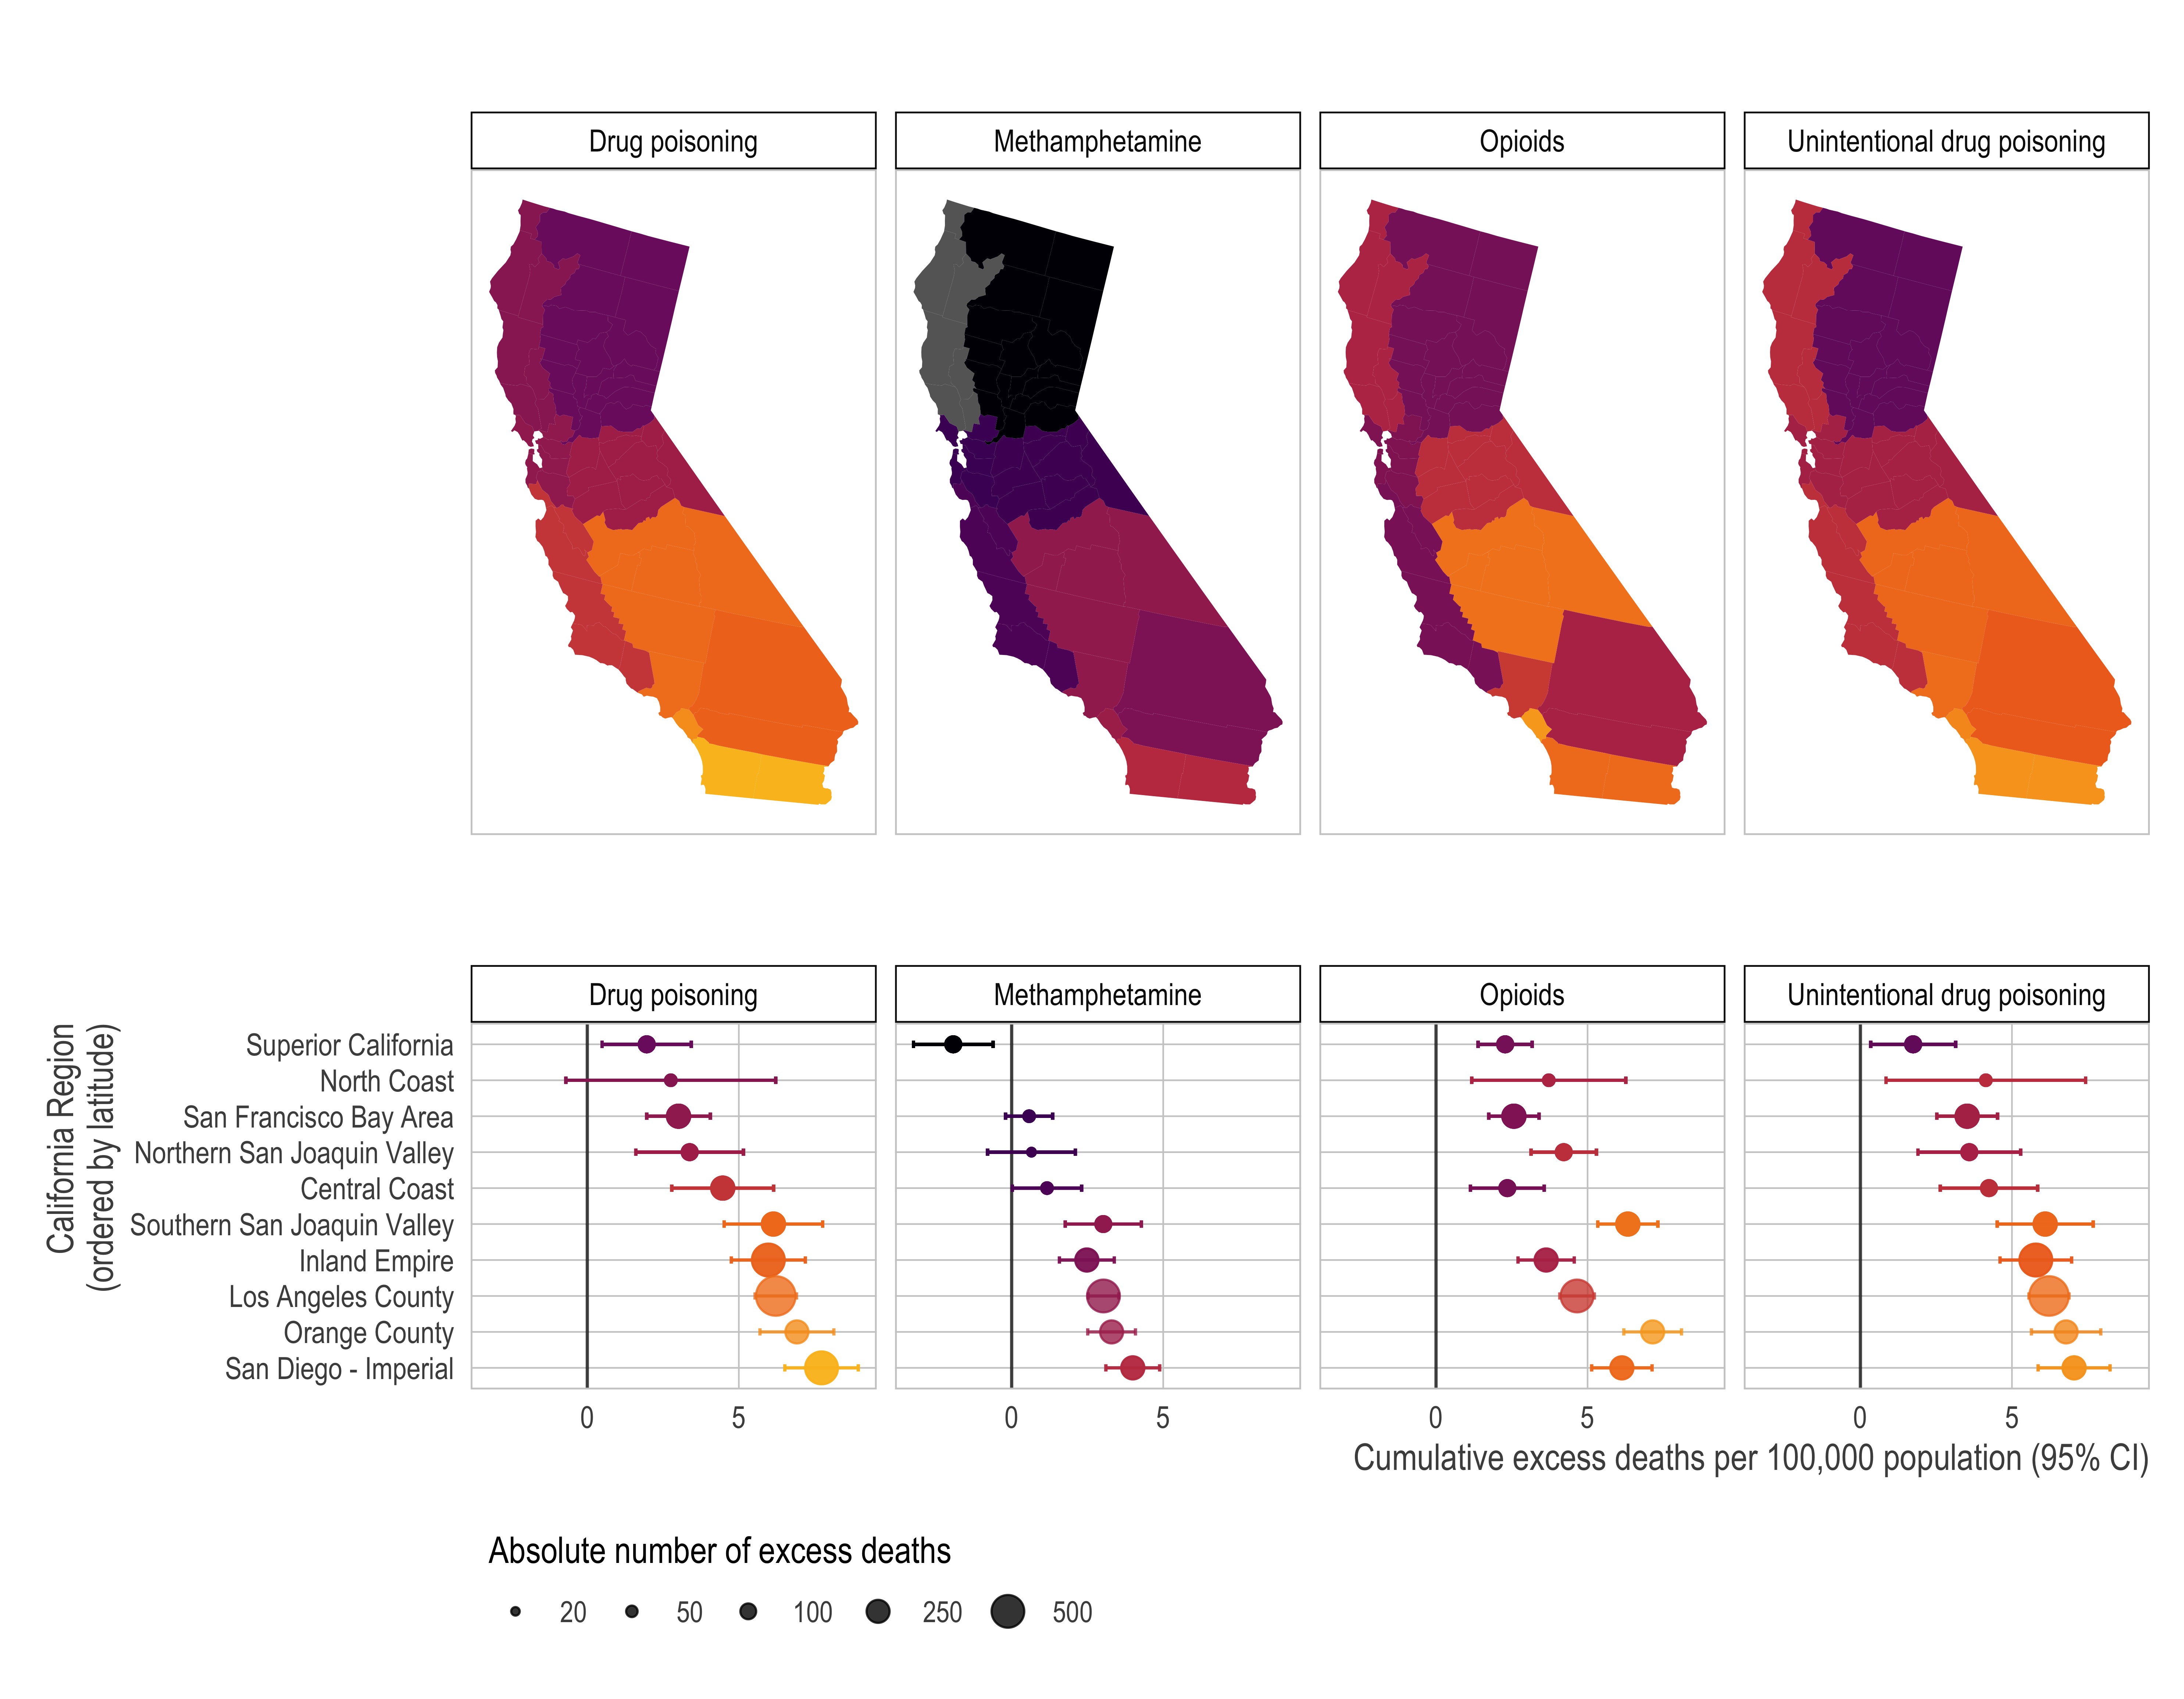 Drug poisoning
Methamphetamine
Opioids
Unintentional drug poisoning
Drug poisoning
Methamphetamine
Opioids
Unintentional drug poisoning
California Region
(ordered by latitude)
Superior California
North Coast
San Francisco Bay Area
Northern San Joaquin Valley
Central Coast
Southern San Joaquin Valley
Inland Empire
Los Angeles County
Orange County
San Diego - Imperial
0 5
0 5
0 5
0 5
Cumulative excess deaths per 100,000 population (95% CI)
Absolute number of excess deaths
20 50 100 250 500